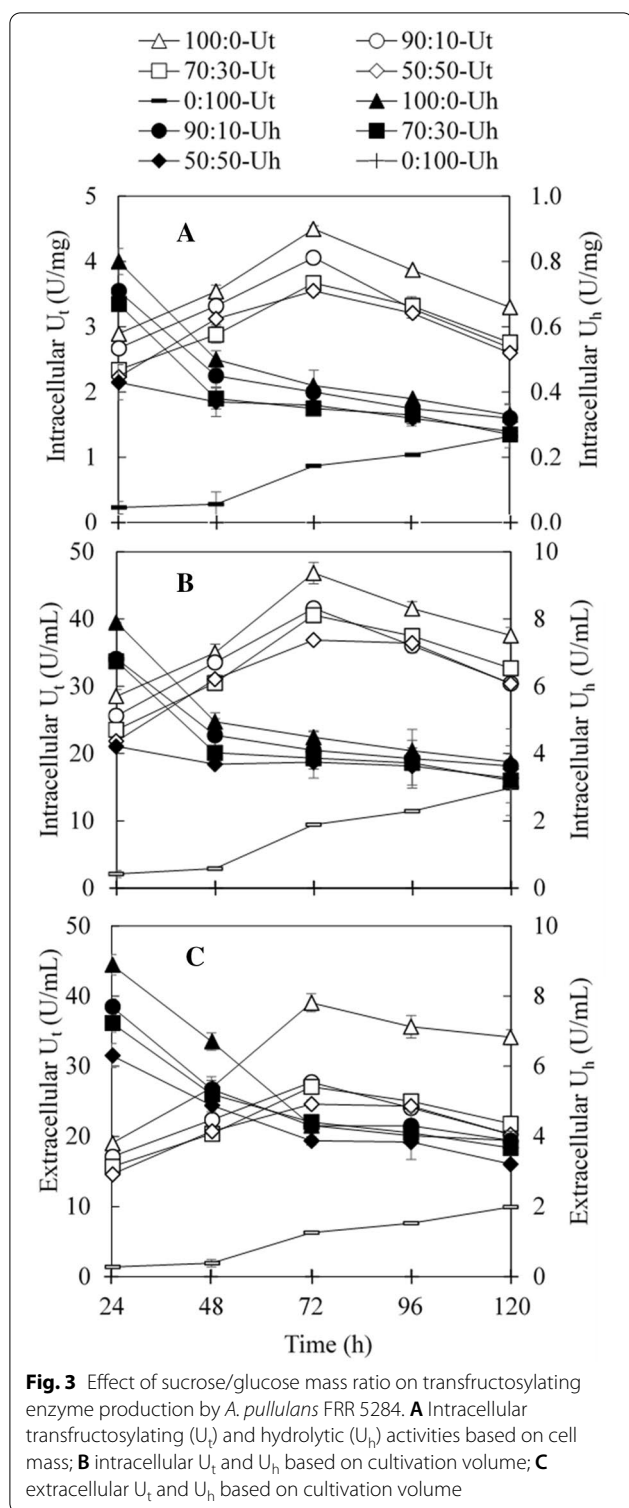 100:0-Ut 90:10-Ut
70:30-Ut 50:50-Ut
0:100-Ut 100:0-Uh
90:10-Uh 70:30-Uh
50:50-Uh 0:100-Uh
A
Intracellular Uₜ (U/mg)
5
4
3
2
1
0
1.0
0.8
0.6
0.4
0.2
0.0
Intracellular Uₕ (U/mg)
B
Intracellular Uₜ (U/mL)
50
40
30
20
10
0
10
8
6
4
2
0
Intracellular Uₕ (U/mL)
C
Extracellular Uₜ (U/mL)
50
40
30
20
10
0
10
8
6
4
2
0
Extracellular Uₕ (U/mL)
24 48 72 96 120
Time (h)
Fig. 3 Effect of sucrose/glucose mass ratio on transfructosylating
enzyme production by A. pullulans FRR 5284. A Intracellular
transfructosylating (Uₜ) and hydrolytic (Uₕ) activities based on cell
mass; B intracellular Uₜ and Uₕ based on cultivation volume; C
extracellular Uₜ and Uₕ based on cultivation volume